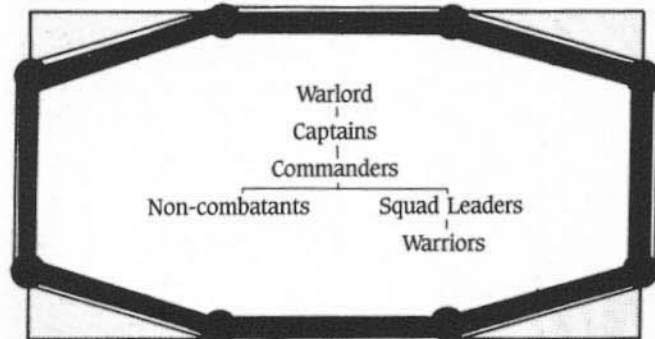 Warlord
Captains
Commanders
Non-combatants Squad Leaders
Warriors